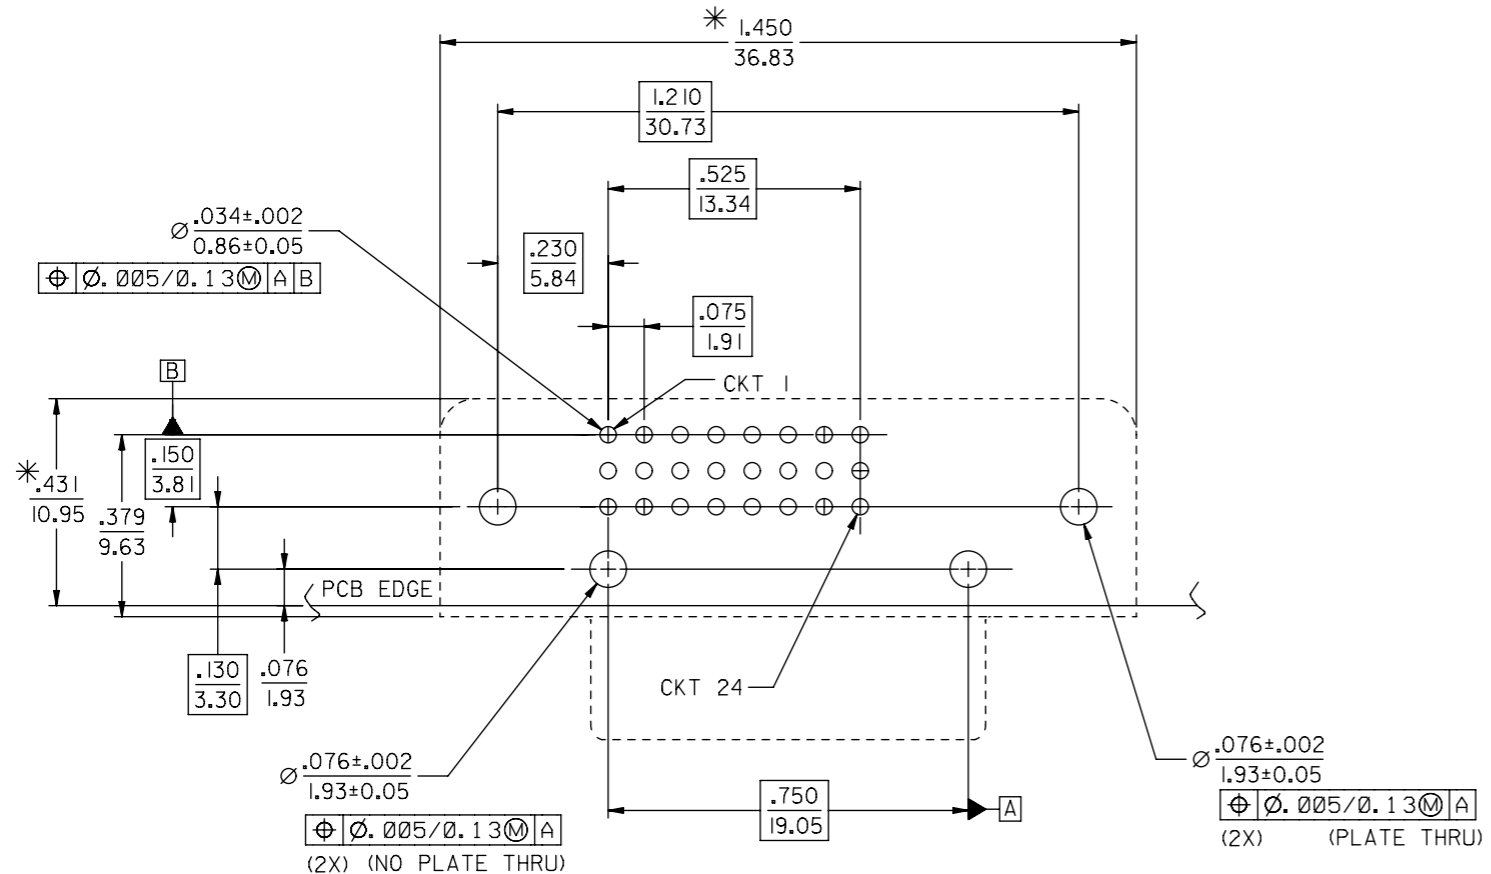 * 1.450
36.83
1.210
30.73
.525
13.34
⌀ .034±.002
0.86±0.05
⌖ Ø.005/0.13Ⓜ A B
.230
5.84
.075
1.91
B
CKT 1
.150
3.81
* .431
10.95
.379
9.63
PCB EDGE
.130
3.30
.076
1.93
CKT 24
⌀ .076±.002
1.93±0.05
⌖ Ø.005/0.13Ⓜ A
(2X) (NO PLATE THRU)
.750
19.05
A
⌀ .076±.002
1.93±0.05
⌖ Ø.005/0.13Ⓜ A
(2X) (PLATE THRU)